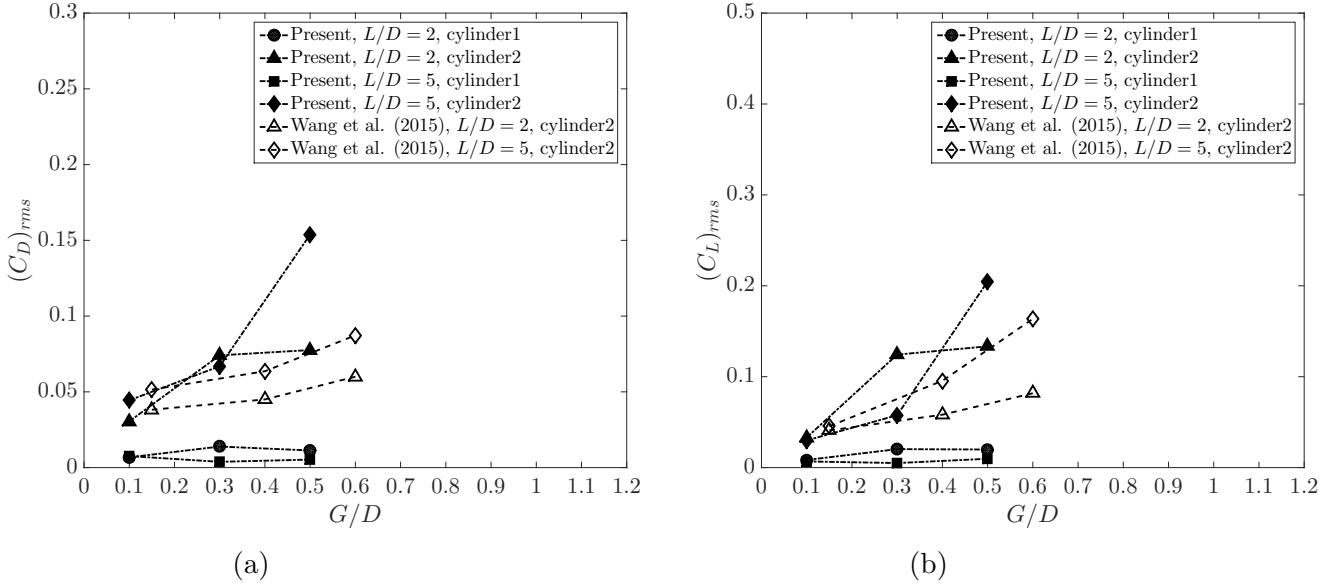 0.3
0.25
0.2
0.15
0.1
0.05
0
(C_D)_{rms}
Present, L/D = 2, cylinder1
Present, L/D = 2, cylinder2
Present, L/D = 5, cylinder1
Present, L/D = 5, cylinder2
Wang et al. (2015), L/D = 2, cylinder2
Wang et al. (2015), L/D = 5, cylinder2
0 0.1 0.2 0.3 0.4 0.5 0.6 0.7 0.8 0.9 1 1.1 1.2
G/D
(a)
0.5
0.4
0.3
0.2
0.1
0
(C_L)_{rms}
Present, L/D = 2, cylinder1
Present, L/D = 2, cylinder2
Present, L/D = 5, cylinder1
Present, L/D = 5, cylinder2
Wang et al. (2015), L/D = 2, cylinder2
Wang et al. (2015), L/D = 5, cylinder2
0 0.1 0.2 0.3 0.4 0.5 0.6 0.7 0.8 0.9 1 1.1 1.2
G/D
(b)